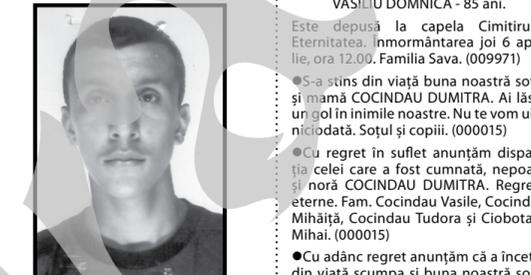 VASILIU DOMNICA - 85 ani.
Este depusă la capela Cimitiru
Eternitatea. Înmormântarea joi 6 ap
lie, ora 12.00. Familia Sava. (009971)
●S-a stins din viață buna noastră soț
și mamă COCINDAU DUMITRA. Ai lăs
un gol în inimile noastre. Nu te vom ui
niciodată. Soțul și copiii. (000015)
●Cu regret în suflet anunțăm dispa
ția celei care a fost cumnată, nepoa
și noră COCINDAU DUMITRA. Regre
eterne. Fam. Cocindau Vasile, Cocind
Mihăiță, Cocindau Tudora și Ciobota
Mihai. (000015)
●Cu adânc regret anunțăm că a încet
din viață scumpa și buna noastră so